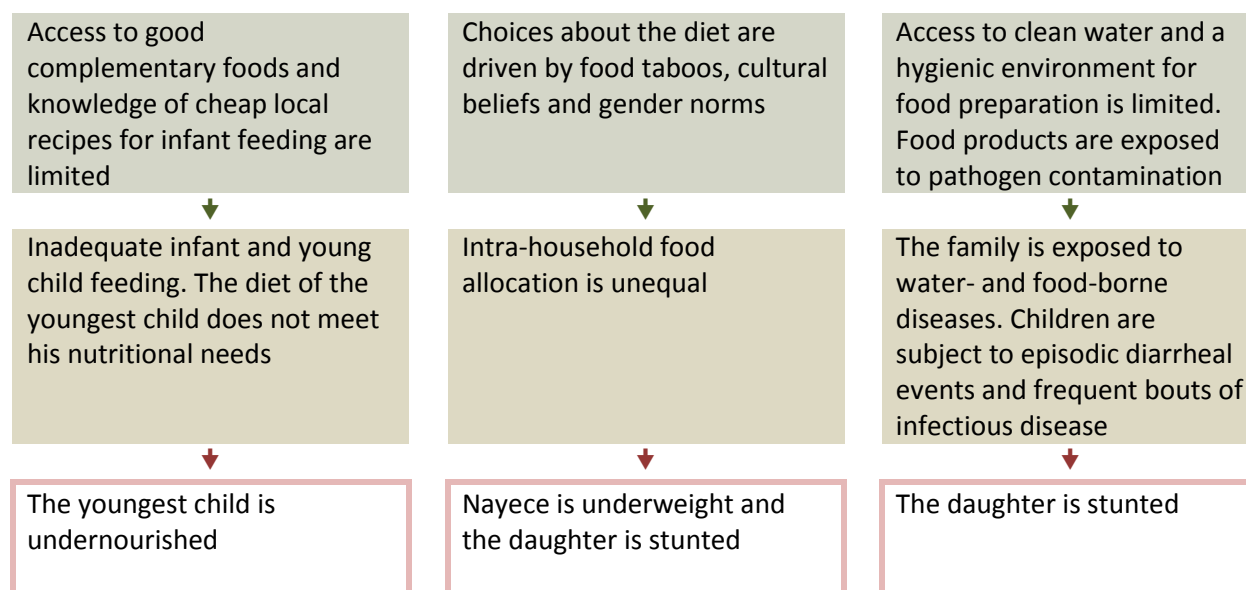 Access to good
complementary foods and
knowledge of cheap local
recipes for infant feeding are
limited
Choices about the diet are
driven by food taboos, cultural
beliefs and gender norms
Access to clean water and a
hygienic environment for
food preparation is limited.
Food products are exposed
to pathogen contamination
Inadequate infant and young
child feeding. The diet of the
youngest child does not meet
his nutritional needs
Intra-household food
allocation is unequal
The family is exposed to
water- and food-borne
diseases. Children are
subject to episodic diarrheal
events and frequent bouts of
infectious disease
The youngest child is
undernourished
Nayece is underweight and
the daughter is stunted
The daughter is stunted